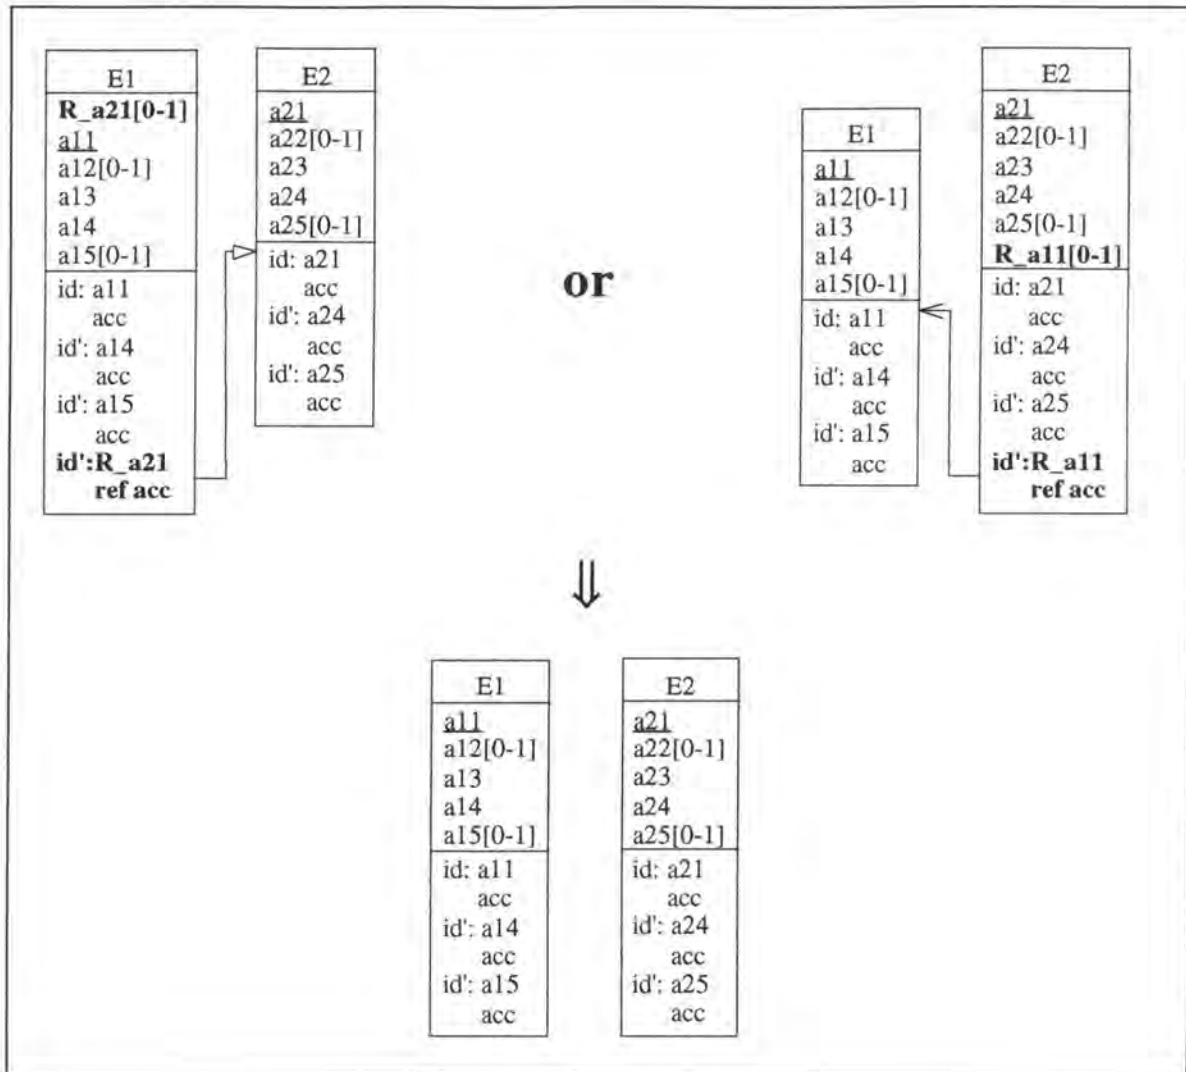 E1
R_a21[0-1]
a11
a12[0-1]
a13
a14
a15[0-1]
id: a11
acc
id': a14
acc
id': a15
acc
id':R_a21
ref acc
E2
a21
a22[0-1]
a23
a24
a25[0-1]
id: a21
acc
id': a24
acc
id': a25
acc
or
E1
a11
a12[0-1]
a13
a14
a15[0-1]
id: a11
acc
id': a14
acc
id': a15
acc
E2
a21
a22[0-1]
a23
a24
a25[0-1]
R_a11[0-1]
id: a21
acc
id': a24
acc
id': a25
acc
id':R_a11
ref acc
⇓
E1
a11
a12[0-1]
a13
a14
a15[0-1]
id: a11
acc
id': a14
acc
id': a15
acc
E2
a21
a22[0-1]
a23
a24
a25[0-1]
id: a21
acc
id': a24
acc
id': a25
acc